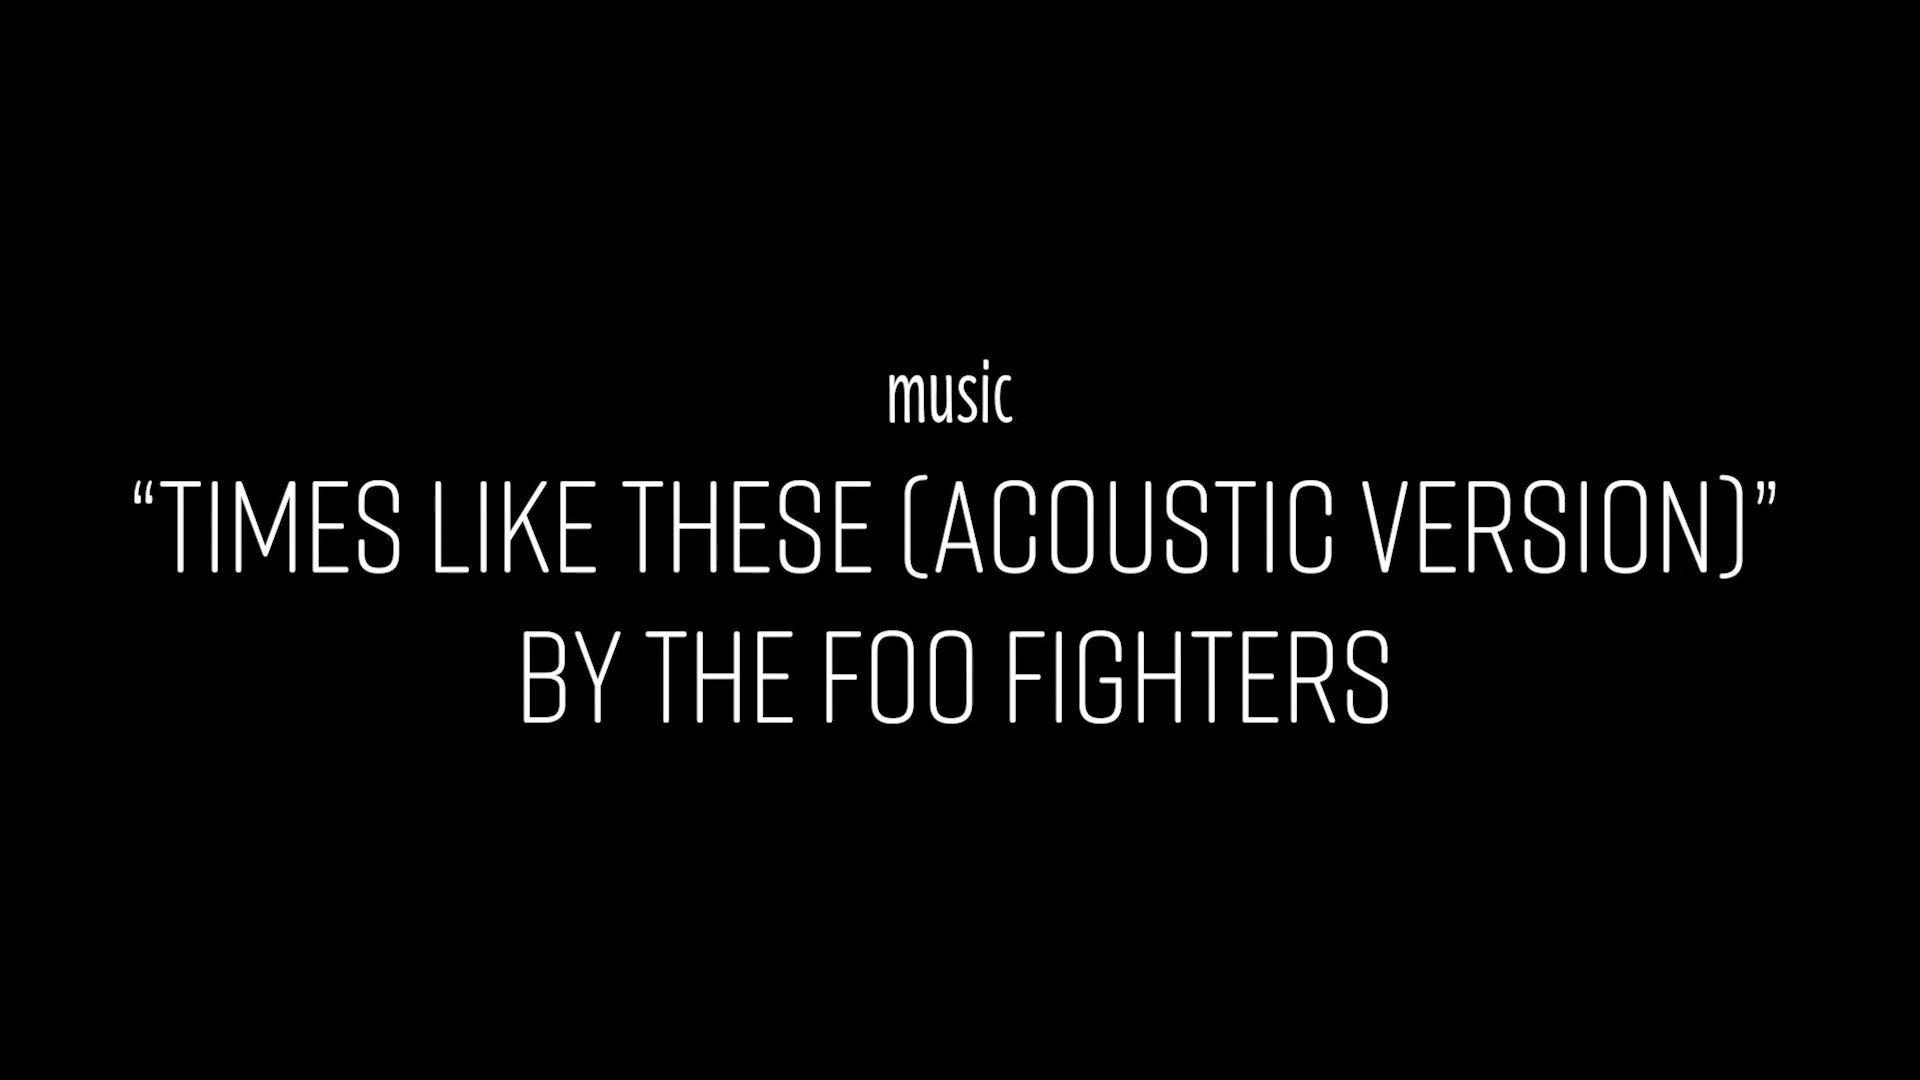 music
“TIMES LIKE THESE (ACOUSTIC VERSION)”
BY THE FOO FIGHTERS